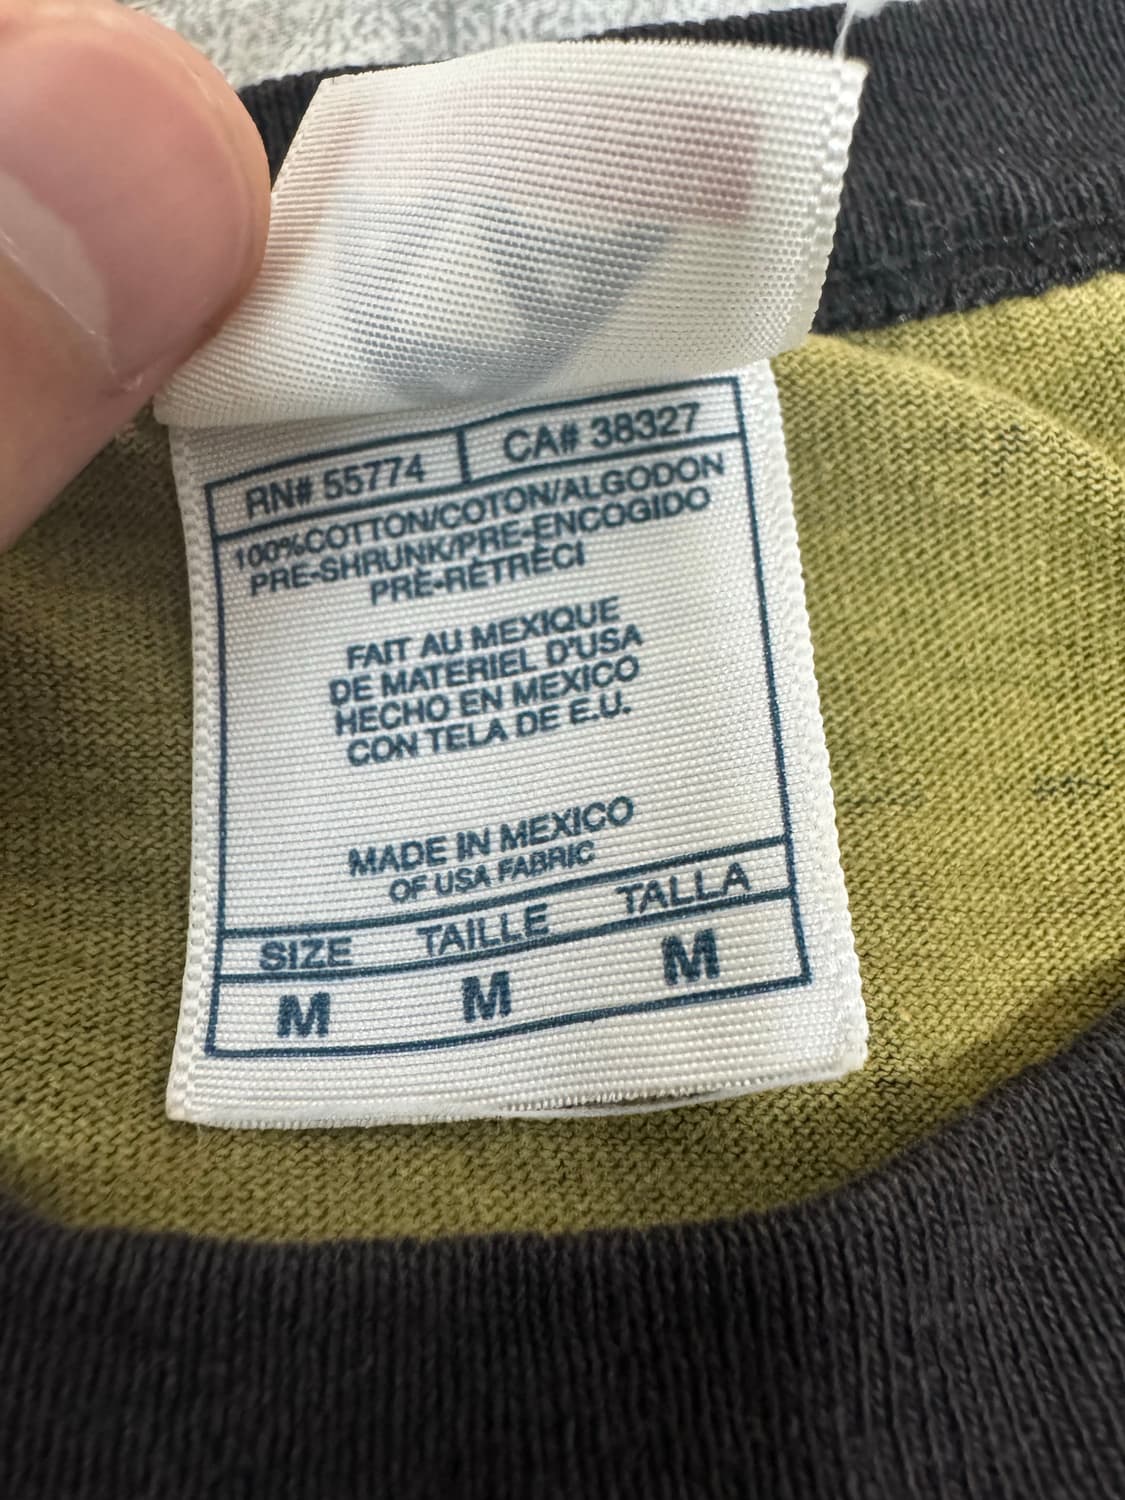 RN# 55774 CA# 38327
100%COTTON/COTON/ALGODON
PRE-SHRUNK/PRE-ENCOGIDO
PRÉ-RÉTRÉCI
FAIT AU MEXIQUE
DE MATERIEL D'USA
HECHO EN MEXICO
CON TELA DE E.U.
MADE IN MEXICO
OF USA FABRIC
SIZE TAILLE TALLA
M M M